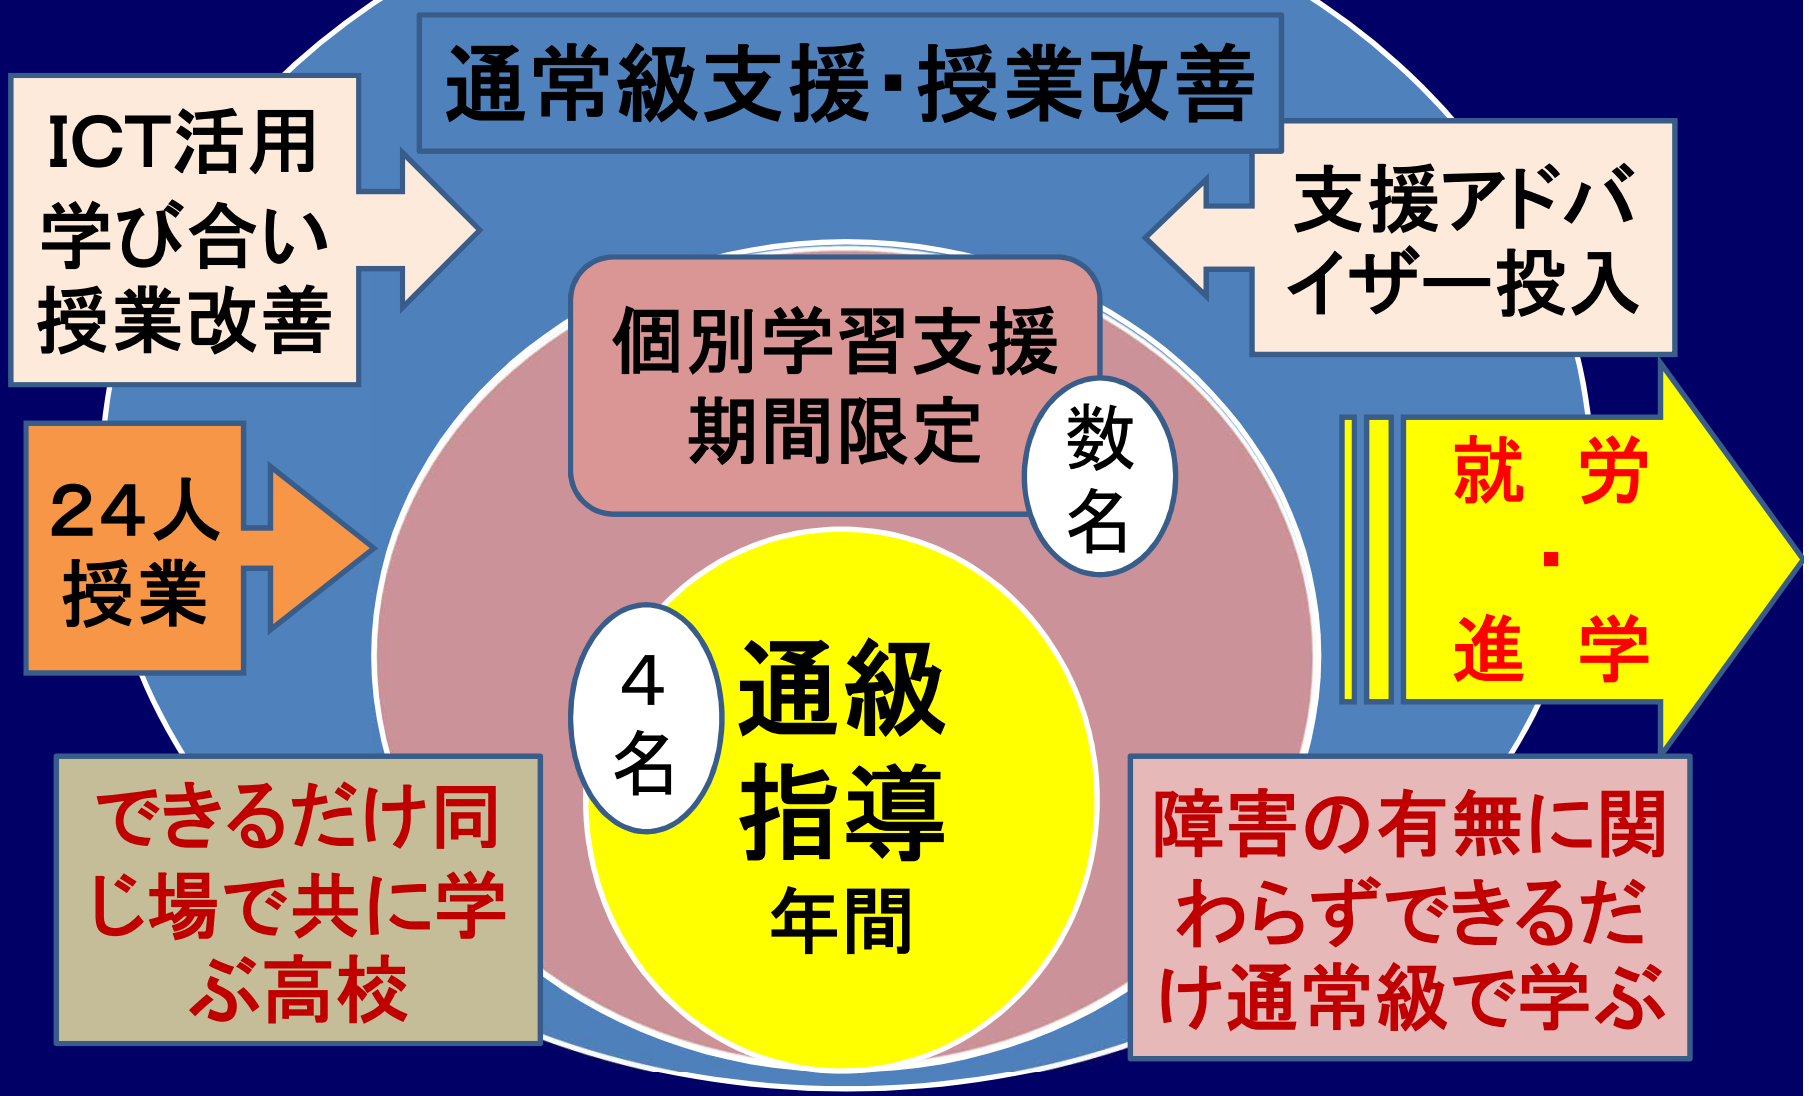 通常級支援・授業改善
ICT活用
学び合い
授業改善
支援アドバ
イザー投入
個別学習支援
期間限定
数
名
24人
授業
就　労
・
進　学
4
名
通級
指導
年間
できるだけ同
じ場で共に学
ぶ高校
障害の有無に関
わらずできるだ
け通常級で学ぶ